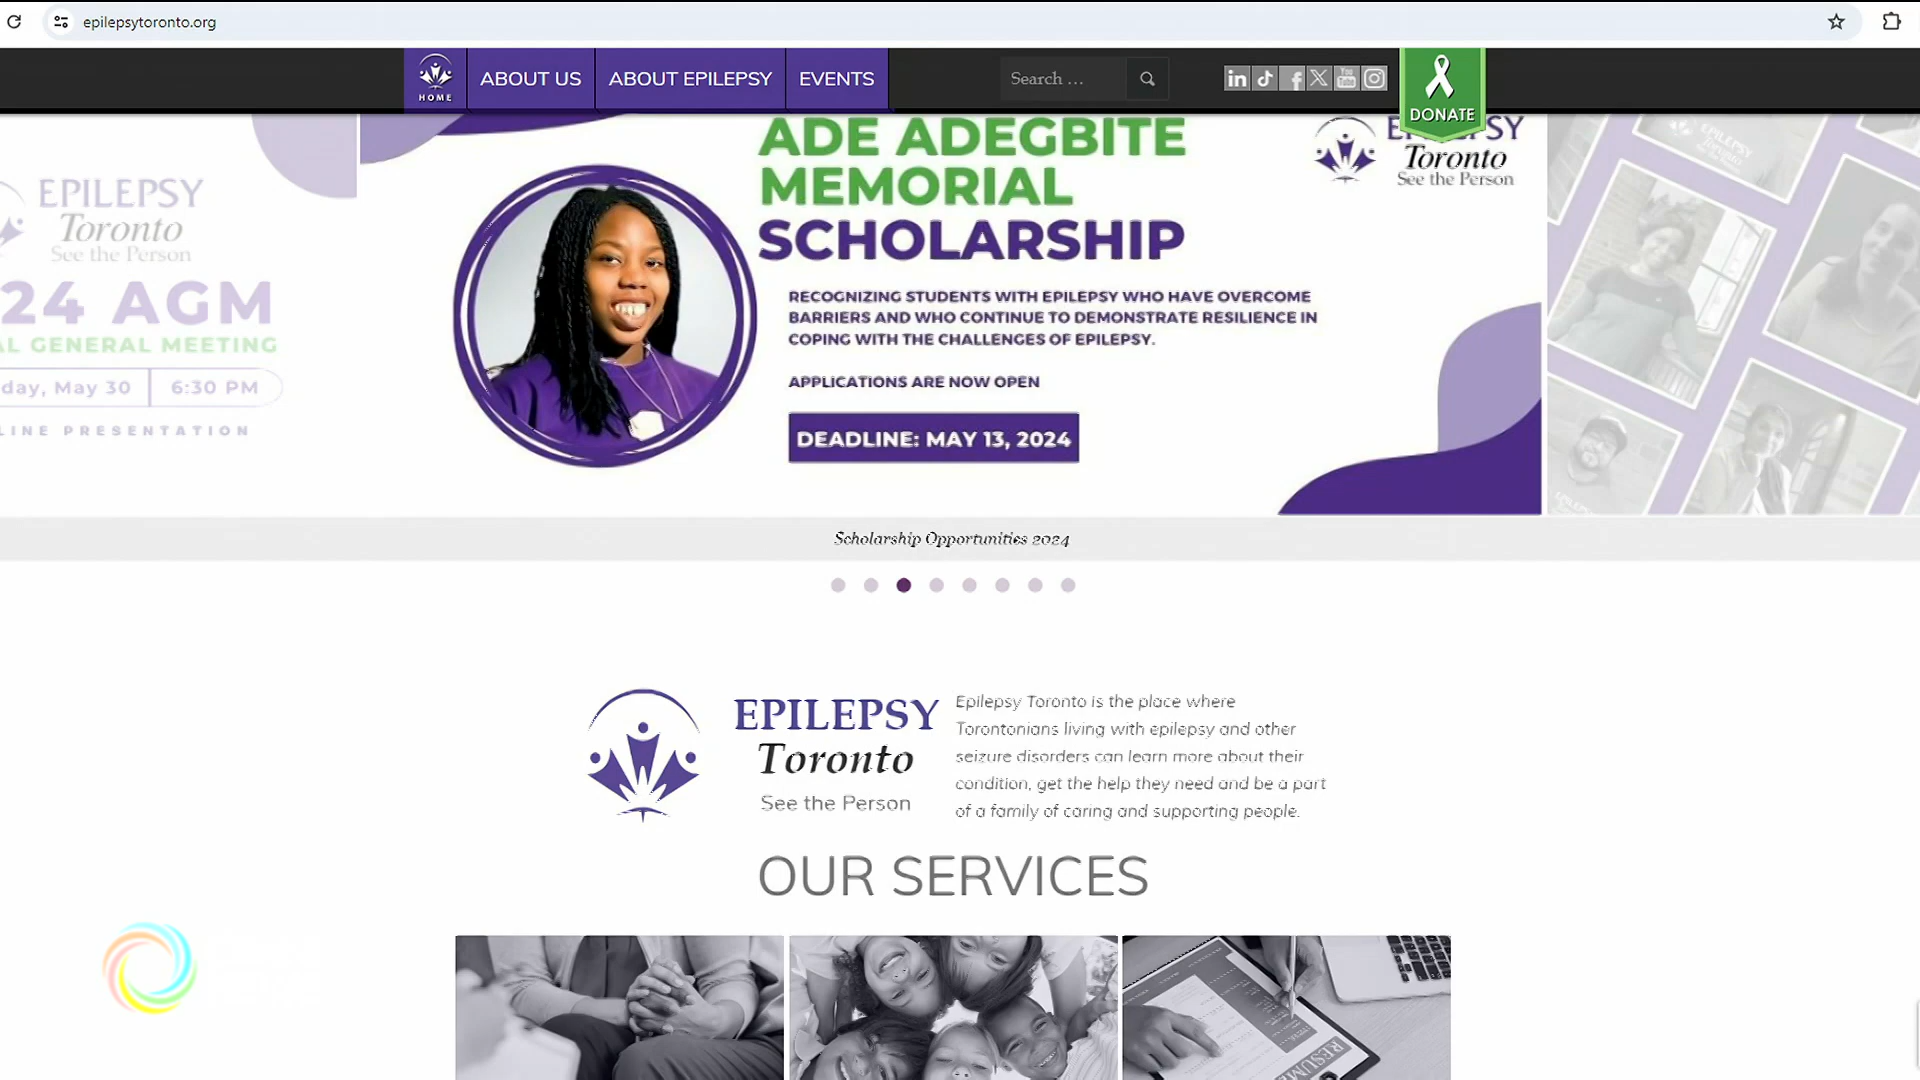 epilepsytoronto.org
HOME
ABOUT US
ABOUT EPILEPSY
EVENTS
Search ...
in
f
X
You
DONATE
EPILEPSY
Toronto
See the Person
24 AGM
AL GENERAL MEETING
day, May 30
6:30 PM
LINE PRESENTATION
ADE ADEGBITE
MEMORIAL
SCHOLARSHIP
RECOGNIZING STUDENTS WITH EPILEPSY WHO HAVE OVERCOME
BARRIERS AND WHO CONTINUE TO DEMONSTRATE RESILIENCE IN
COPING WITH THE CHALLENGES OF EPILEPSY.
APPLICATIONS ARE NOW OPEN
DEADLINE: MAY 13, 2024
EPILEPSY
Toronto
See the Person
EPILEPSY
Scholarship Opportunities 2024
EPILEPSY
Toronto
See the Person
Epilepsy Toronto is the place where
Torontonians living with epilepsy and other
seizure disorders can learn more about their
condition, get the help they need and be a part
of a family of caring and supporting people.
OUR SERVICES
RESUM